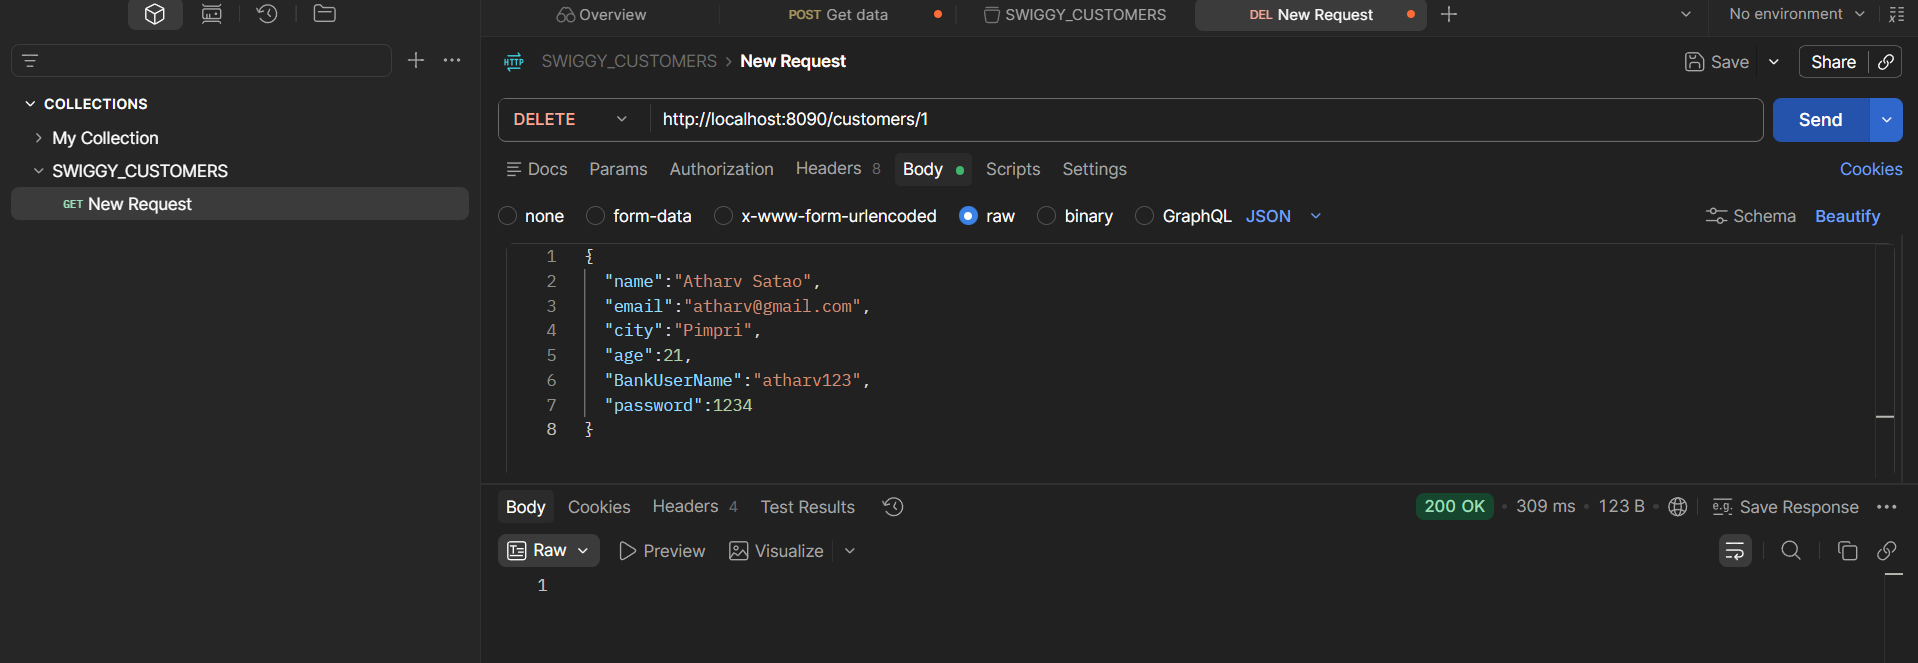 Overview
POST Get data
SWIGGY_CUSTOMERS
DEL New Request
No environment
COLLECTIONS
My Collection
SWIGGY_CUSTOMERS
GET New Request
HTTP SWIGGY_CUSTOMERS > New Request
Save
Share
DELETE http://localhost:8090/customers/1
Send
Docs Params Authorization Headers 8 Body Scripts Settings
Cookies
none form-data x-www-form-urlencoded raw binary GraphQL JSON
Schema Beautify
1 {
2 "name":"Atharv Satao",
3 "email":"atharv@gmail.com",
4 "city":"Pimpri",
5 "age":21,
6 "BankUserName":"atharv123",
7 "password":1234
8 }
Body Cookies Headers 4 Test Results
200 OK • 309 ms • 123 B • e.g. Save Response
Raw Preview Visualize
1